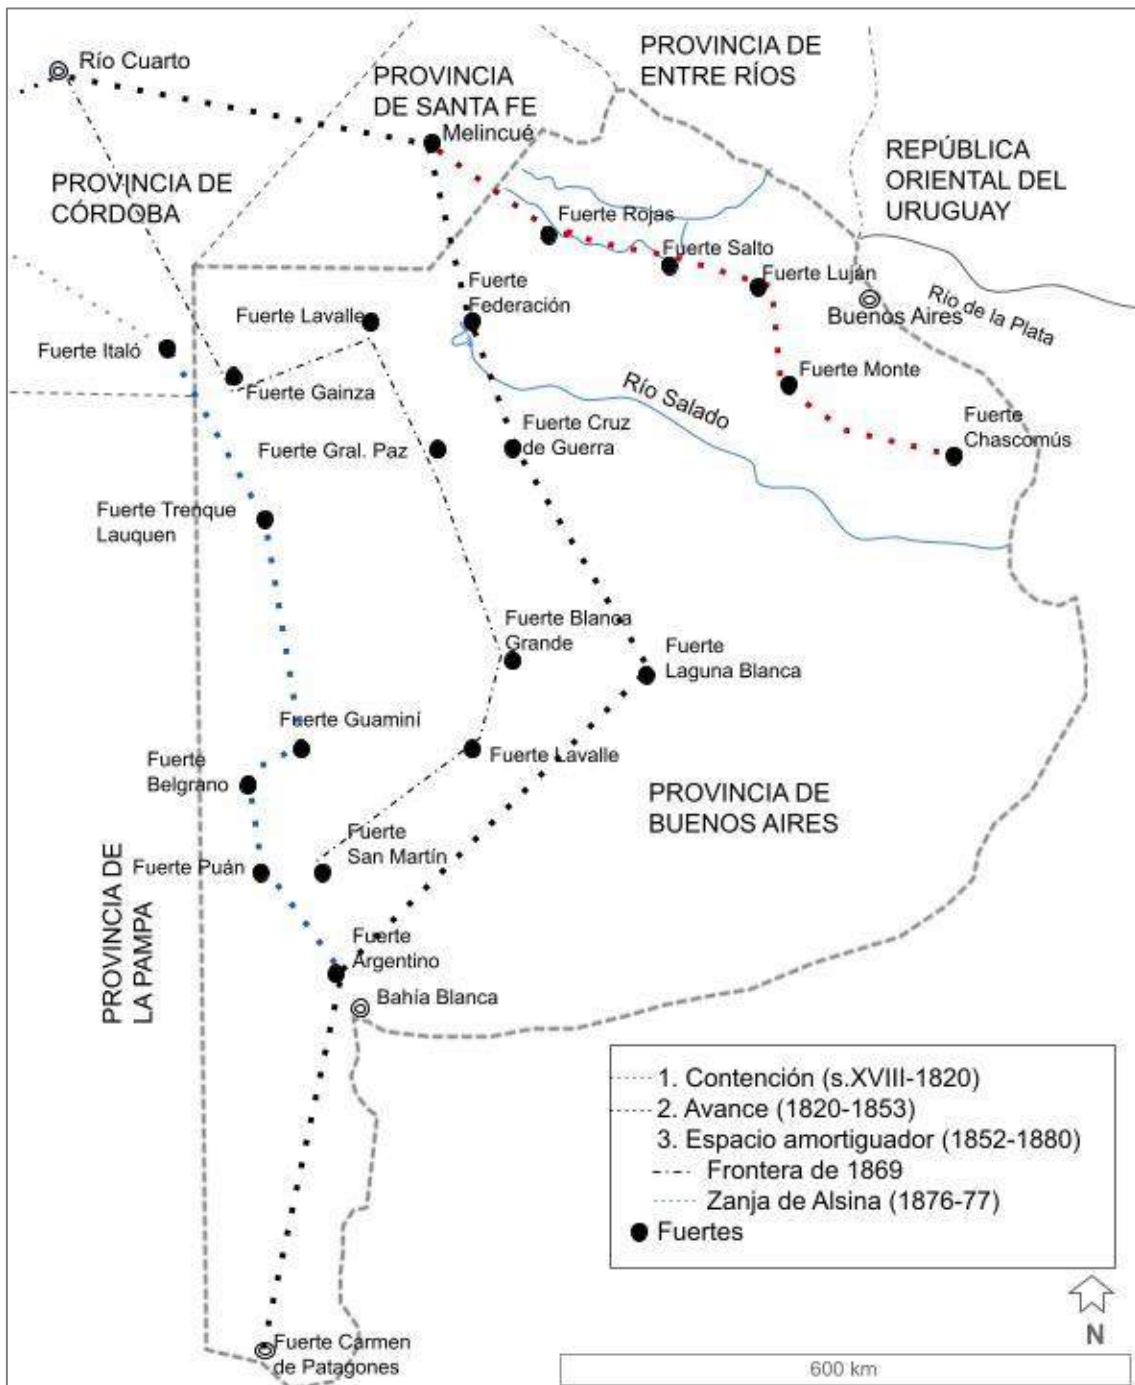 Río Cuarto
PROVINCIA DE
ENTRE RÍOS
PROVINCIA
DE SANTA FE
Melincué
REPÚBLICA
ORIENTAL DEL
URUGUAY
PROVINCIA DE
CÓRDOBA
Fuerte Rojas
Fuerte Salto
Fuerte Luján
Río de la Plata
Buenos Aires
Fuerte
Federación
Fuerte Lavalle
Fuerte Italó
Fuerte Gainza
Fuerte Monte
Río Salado
Fuerte
Chascomús
Fuerte Cruz
de Guerra
Fuerte Gral. Paz
Fuerte Trenque
Lauquen
Fuerte Blanca
Grande
Fuerte
Laguna Blanca
Fuerte Guaminí
Fuerte Lavalle
Fuerte
Belgrano
PROVINCIA DE
BUENOS AIRES
Fuerte
San Martín
Fuerte Puán
PROVINCIA DE
LA PAMPA
Fuerte
Argentino
Bahía Blanca
1. Contención (s.XVIII-1820)
2. Avance (1820-1853)
3. Espacio amortiguador (1852-1880)
Frontera de 1869
Zanja de Alsina (1876-77)
Fuertes
N
Fuerte Carmen
de Patagones
600 km